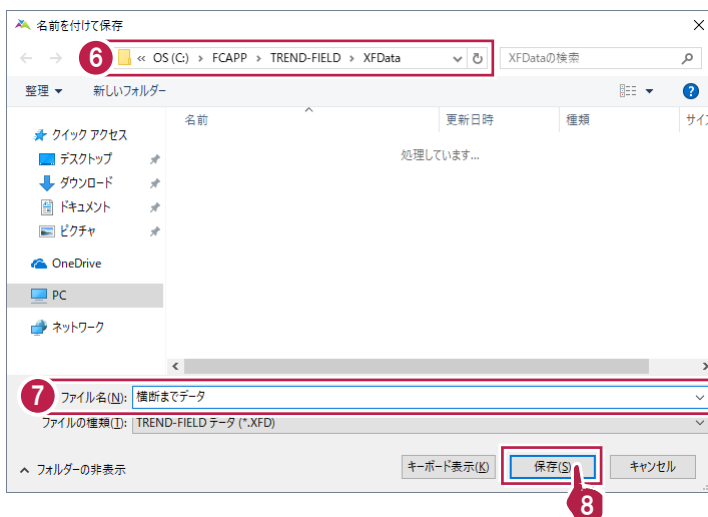 名前を付けて保存
6 « OS (C:) › FCAPP › TREND-FIELD › XFData XFDataの検索
整理 新しいフォルダー
名前 更新日時 種類 サイズ
クイック アクセス
処理しています...
デスクトップ
ダウンロード
ドキュメント
ピクチャ
OneDrive
PC
ネットワーク
7 ファイル名(N): 横断までデータ
ファイルの種類(T): TREND-FIELD データ (*.XFD)
フォルダーの非表示 キーボード表示(K) 保存(S) キャンセル
8